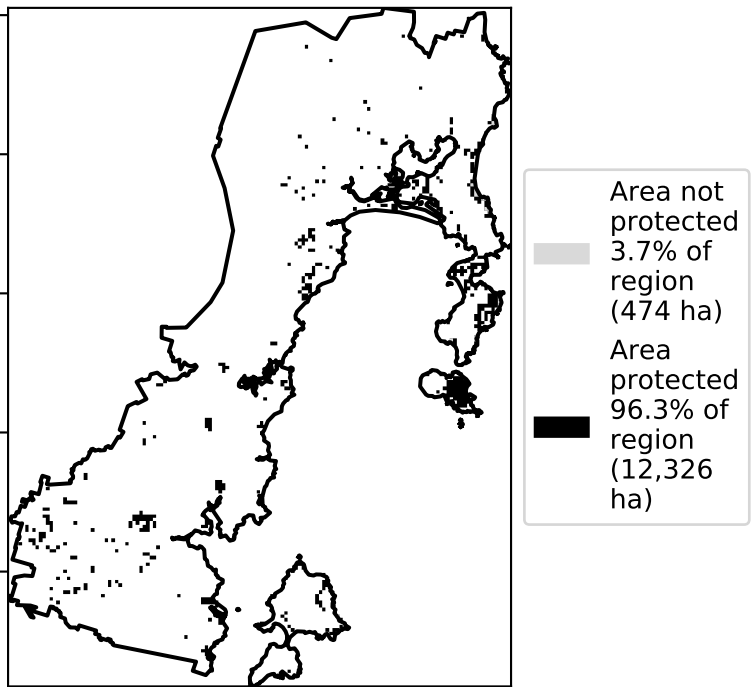 Area not
protected
3.7% of
region
(474 ha)
Area
protected
96.3% of
region
(12,326
ha)